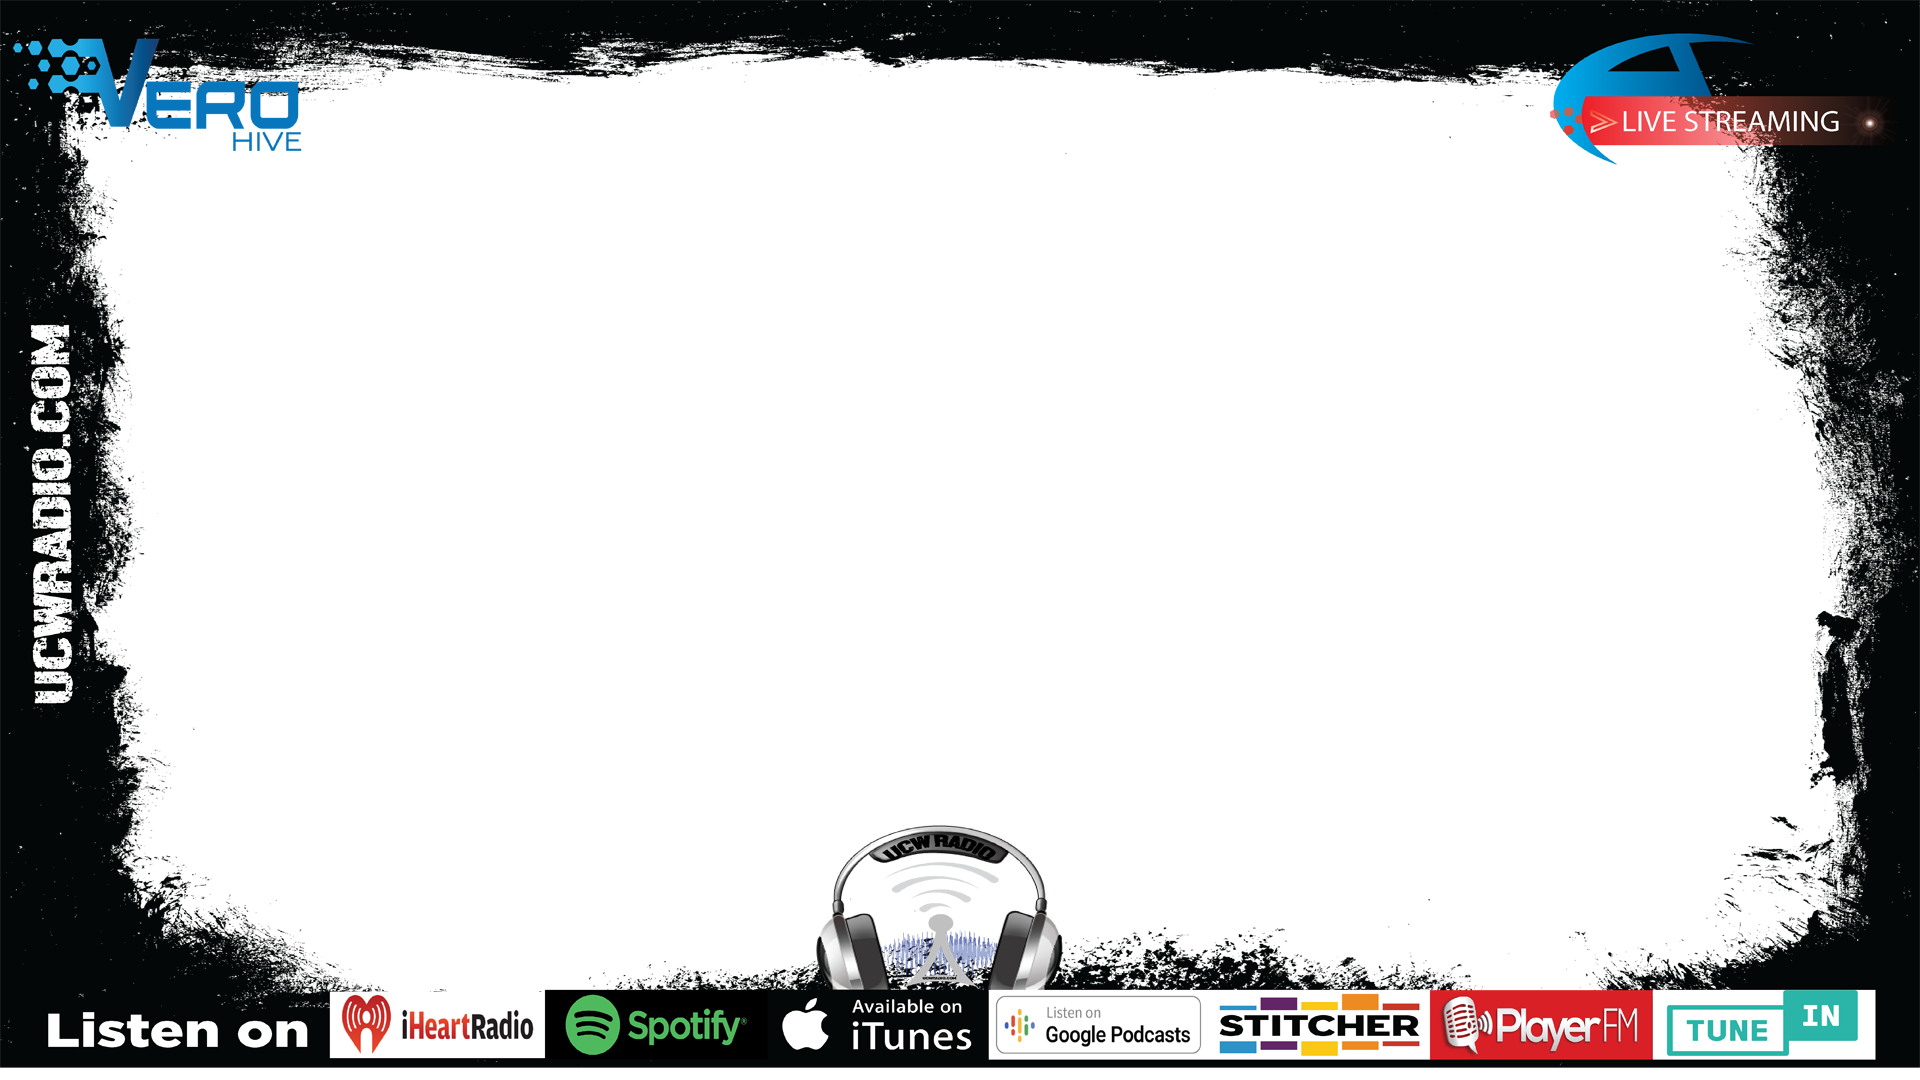 VERO
HIVE
LIVE STREAMING
UCWRADIO.COM
UCW RADIO
Listen on
iHeartRadio
Spotify®
Available on
iTunes
Listen on
Google Podcasts
STITCHER
PlayerFM
TUNE IN